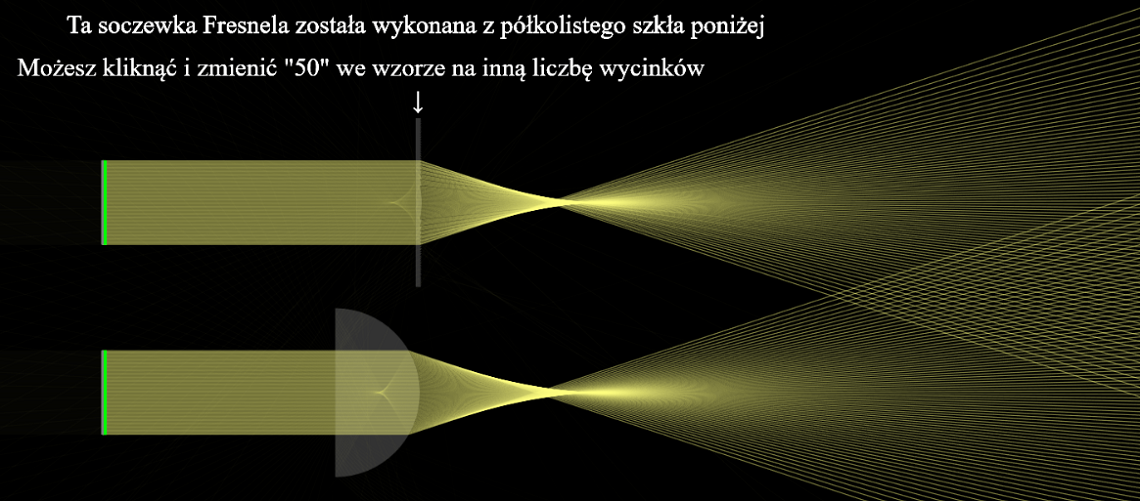 Ta soczewka Fresnela została wykonana z półkolistego szkła poniżej
Możesz kliknąć i zmienić "50" we wzorze na inną liczbę wycinków
↓